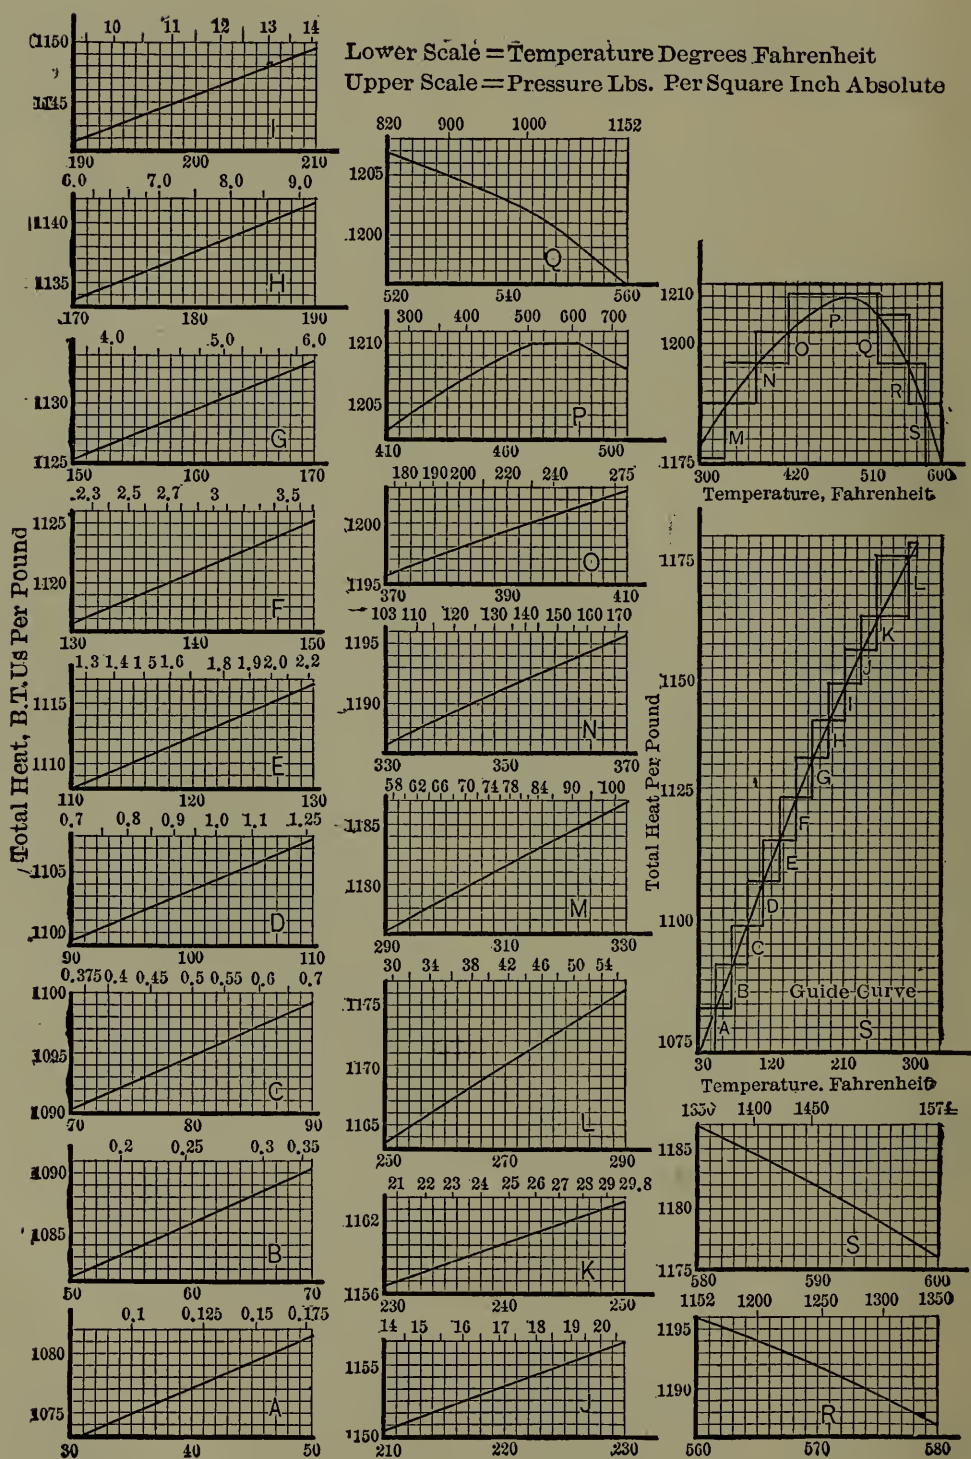 Lower Scale = Temperature Degrees Fahrenheit
Upper Scale = Pressure Lbs. Per Square Inch Absolute
Total Heat, B.T.Us Per Pound
10 11 12 13 14
1150
1145
I
190 200 210
6.0 7.0 8.0 9.0
1140
1135
H
170 180 190
4.0 5.0 6.0
1130
1125
G
150 160 170
2.3 2.5 2.7 3 3.5
1125
1120
F
130 140 150
1.3 1.4 1 5 1.6 1.8 1.9 2.0 2.2
1115
1110
E
110 120 130
0.7 0.8 0.9 1.0 1.1 1.25
1105
1100
D
90 100 110
0.375 0.4 0.45 0.5 0.55 0.6 0.7
1100
1095
1090
C
70 80 90
0.2 0.25 0.3 0.35
1090
1085
B
50 60 70
0.1 0.125 0.15 0.175
1080
1075
A
30 40 50
820 900 1000 1152
1205
1200
Q
520 540 560
300 400 500 600 700
1210
1205
P
410 460 500
180 190 200 220 240 275
1200
1195
O
370 390 410
103 110 120 130 140 150 160 170
1195
1190
N
330 350 370
58 62 66 70 74 78 84 90 100
1185
1180
M
290 310 330
30 34 38 42 46 50 54
1175
1170
1165
L
250 270 290
21 22 23 24 25 26 27 28 29 29.8
1162
1156
K
230 240 250
14 15 16 17 18 19 20
1155
1150
J
210 220 230
1210
1200
1175
M N O P Q R S
300 420 510 600
Temperature, Fahrenheit
Total Heat Per Pound
1175
1150
1125
1100
1075
L
K
J
I
H
G
F
E
D
C
B
A
Guide Curve
S
30 120 210 300
Temperature. Fahrenheit
1350 1400 1450 1574
1185
1180
1175
S
580 590 600
1152 1200 1250 1300 1350
1195
1190
R
560 570 580